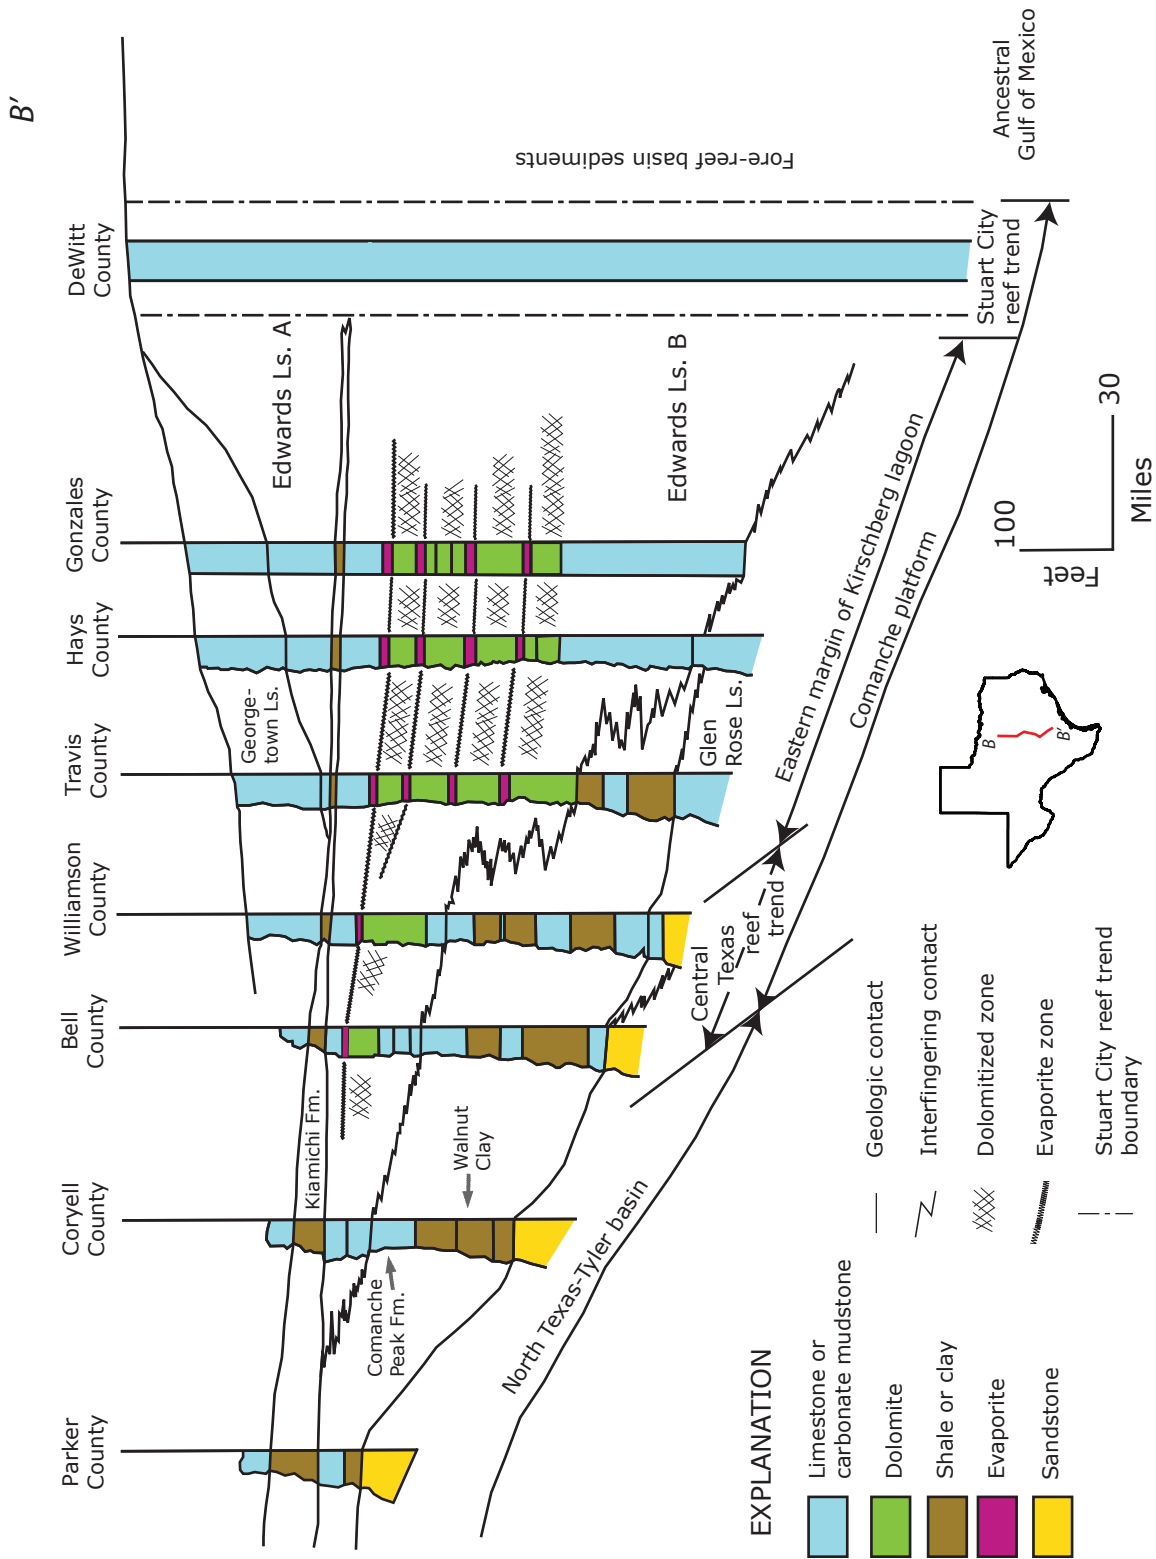 B′
Parker
County
Coryell
County
Bell
County
Williamson
County
Travis
County
Hays
County
Gonzales
County
DeWitt
County
George-
town Ls.
Edwards Ls. A
Kiamichi Fm.
Comanche
Peak Fm.
Walnut
Clay
Edwards Ls. B
Glen
Rose Ls.
Fore-reef basin sediments
Stuart City
reef trend
Ancestral
Gulf of Mexico
North Texas-Tyler basin
Central
Texas
reef
trend
Eastern margin of Kirschberg lagoon
Comanche platform
EXPLANATION
Limestone or
carbonate mudstone
Dolomite
Shale or clay
Evaporite
Sandstone
Geologic contact
Interfingering contact
Dolomitized zone
Evaporite zone
Stuart City reef trend
boundary
B
B′
100
Feet
30
Miles